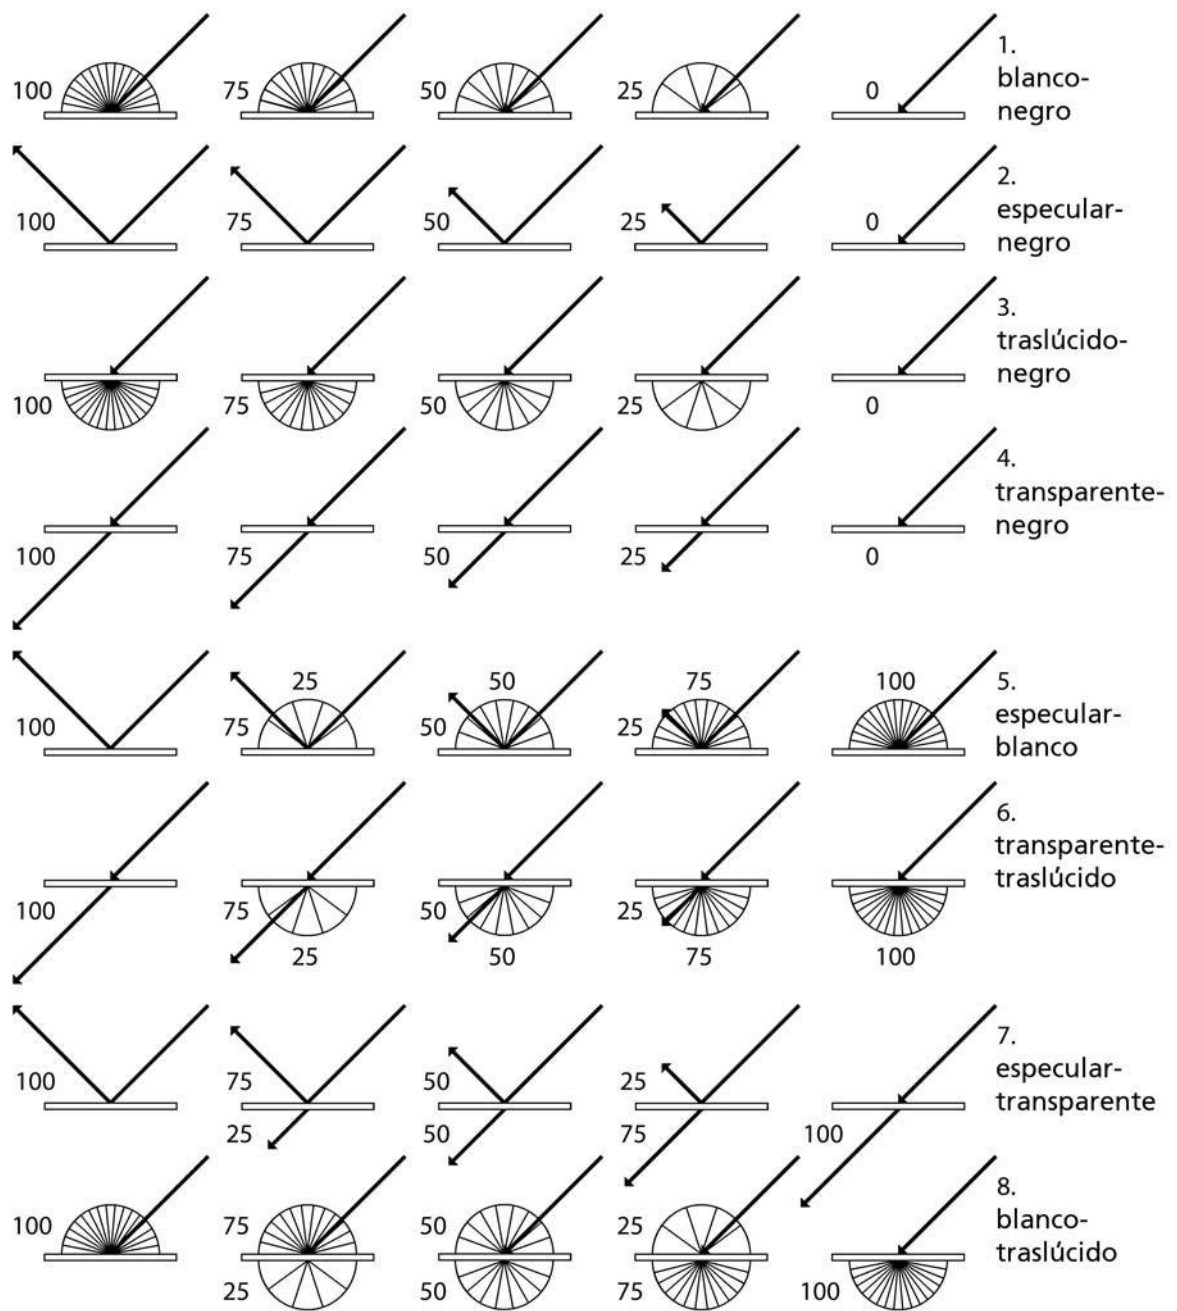 100 75 50 25 0 1.
blanco-
negro
100 75 50 25 0 2.
especular-
negro
100 75 50 25 0 3.
traslúcido-
negro
100 75 50 25 0 4.
transparente-
negro
25 50 75 100 5.
100 75 50 25 especular-
blanco
100 75 50 25 6.
transparente-
traslúcido
25 50 75 100
100 75 50 25 7.
especular-
transparente
25 50 75 100
100 75 50 25 8.
blanco-
traslúcido
25 50 75 100